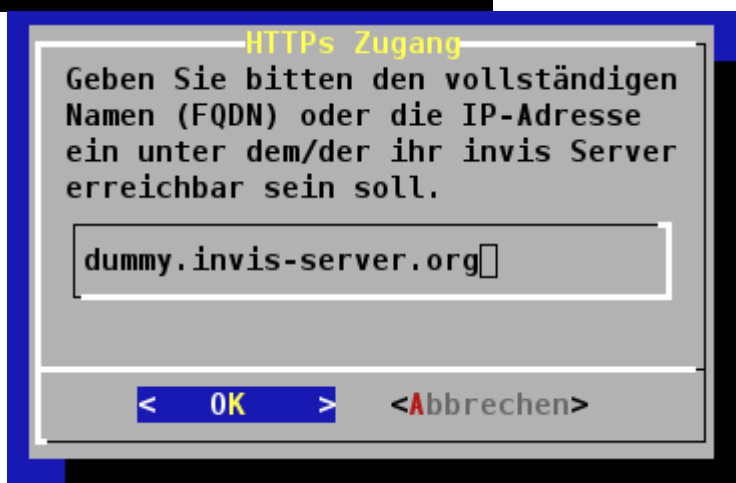 HTTPs Zugang
Geben Sie bitten den vollständigen
Namen (FQDN) oder die IP-Adresse
ein unter dem/der ihr invis Server
erreichbar sein soll.
dummy.invis-server.org
< OK > <Abbrechen>